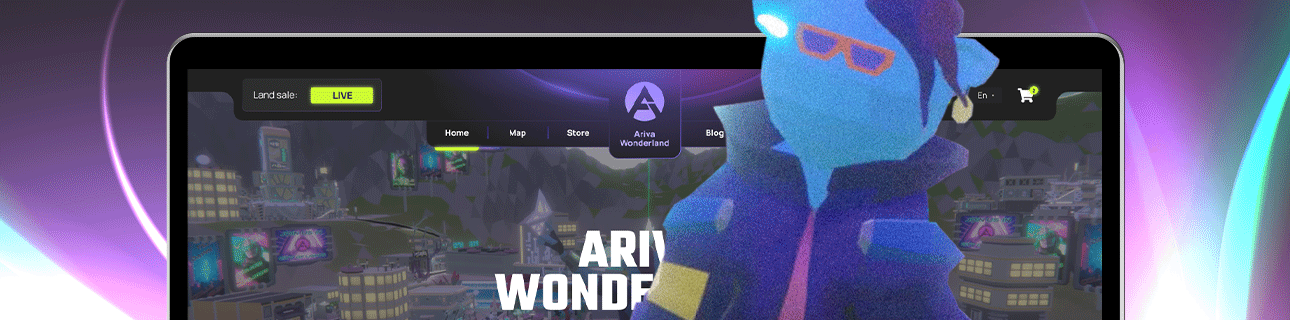 Land sale:
LIVE
En
Home
Map
Store
Ariva
Wonderland
Blog
ARIV
WONDE